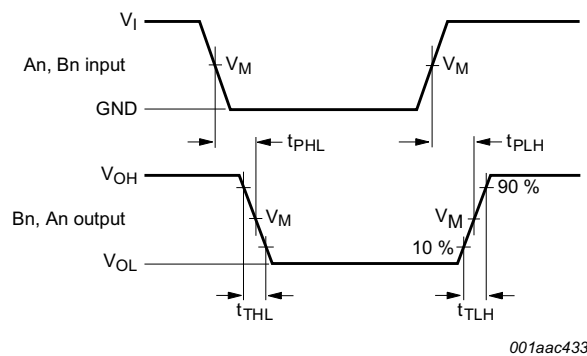 V_I
An, Bn input
V_M
V_M
GND
t_PHL
t_PLH
V_OH
90 %
Bn, An output
V_M
V_M
10 %
V_OL
t_THL
t_TLH
001aac433